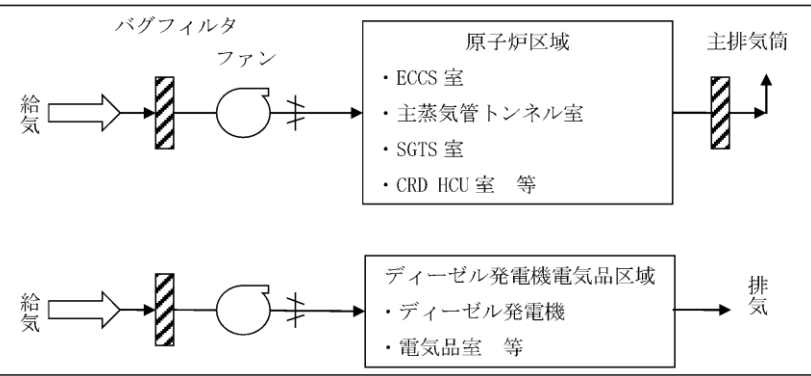 バグフィルタ
ファン
給気
原子炉区域
・ECCS 室
・主蒸気管トンネル室
・SGTS 室
・CRD HCU 室　等
主排気筒
給気
ディーゼル発電機電気品区域
・ディーゼル発電機
・電気品室　等
排気